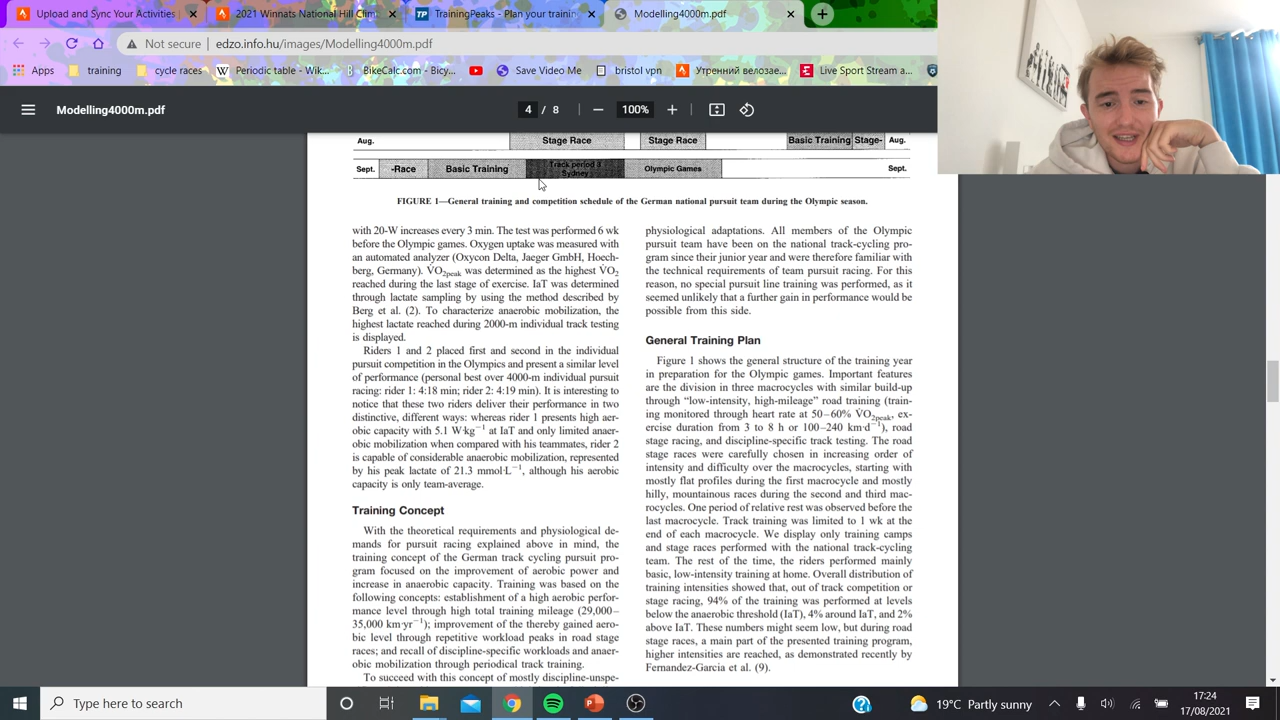 Upload and Sync Your Activities
2021 Winnats National Hill Clim
TrainingPeaks - Plan your training
Modelling4000m.pdf
Not secure | edzo.info.hu/images/Modelling4000m.pdf
Apps training cycle races Periodic table - Wik... BikeCalc.com - Bicy... Save Video Me bristol vpn Утренний велозае... Live Sport Stream a...
Modelling4000m.pdf 4 / 8 100%
Aug. Stage Race Stage Race Basic Training Stage- Aug.
Sept. -Race Basic Training Track period 3 Sydney Olympic Games Sept.
FIGURE 1—General training and competition schedule of the German national pursuit team during the Olympic season.
with 20-W increases every 3 min. The test was performed 6 wk
before the Olympic games. Oxygen uptake was measured with
an automated analyzer (Oxycon Delta, Jaeger GmbH, Hoech-
berg, Germany). V̇O2peak was determined as the highest V̇O2
reached during the last stage of exercise. IaT was determined
through lactate sampling by using the method described by
Berg et al. (2). To characterize anaerobic mobilization, the
highest lactate reached during 2000-m individual track testing
is displayed.
Riders 1 and 2 placed first and second in the individual
pursuit competition in the Olympics and present a similar level
of performance (personal best over 4000-m individual pursuit
racing: rider 1: 4:18 min; rider 2: 4:19 min). It is interesting to
notice that these two riders deliver their performance in two
distinctive, different ways: whereas rider 1 presents high aer-
obic capacity with 5.1 W·kg−1 at IaT and only limited anaer-
obic mobilization when compared with his teammates, rider 2
is capable of considerable anaerobic mobilization, represented
by his peak lactate of 21.3 mmol·L−1, although his aerobic
capacity is only team-average.
Training Concept
With the theoretical requirements and physiological de-
mands for pursuit racing explained above in mind, the
training concept of the German track cycling pursuit pro-
gram focused on the improvement of aerobic power and
increase in anaerobic capacity. Training was based on the
following concepts: establishment of a high aerobic perfor-
mance level through high total training mileage (29,000–
35,000 km·yr−1); improvement of the thereby gained aero-
bic level through repetitive workload peaks in road stage
races; and recall of discipline-specific workloads and anaer-
obic mobilization through periodical track training.
To succeed with this concept of mostly discipline-unspe-
physiological adaptations. All members of the Olympic
pursuit team have been on the national track-cycling pro-
gram since their junior year and were therefore familiar with
the technical requirements of team pursuit racing. For this
reason, no special pursuit line training was performed, as it
seemed unlikely that a further gain in performance would be
possible from this side.
General Training Plan
Figure 1 shows the general structure of the training year
in preparation for the Olympic games. Important features
are the division in three macrocycles with similar build-up
through “low-intensity, high-mileage” road training (train-
ing monitored through heart rate at 50–60% V̇O2peak, ex-
ercise duration from 3 to 8 h or 100–240 km·d−1), road
stage racing, and discipline-specific track testing. The road
stage races were carefully chosen in increasing order of
intensity and difficulty over the macrocycles, starting with
mostly flat profiles during the first macrocycle and mostly
hilly, mountainous races during the second and third mac-
rocycles. One period of relative rest was observed before the
last macrocycle. Track training was limited to 1 wk at the
end of each macrocycle. We display only training camps
and stage races performed with the national track-cycling
team. The rest of the time, the riders performed mainly
basic, low-intensity training at home. Overall distribution of
training intensities showed that, out of track competition or
stage racing, 94% of the training was performed at levels
below the anaerobic threshold (IaT), 4% around IaT, and 2%
above IaT. These numbers might seem low, but during road
stage races, a main part of the presented training program,
higher intensities are reached, as demonstrated recently by
Fernandez-Garcia et al. (9).
Type here to search
19°C Partly sunny
17:24
17/08/2021